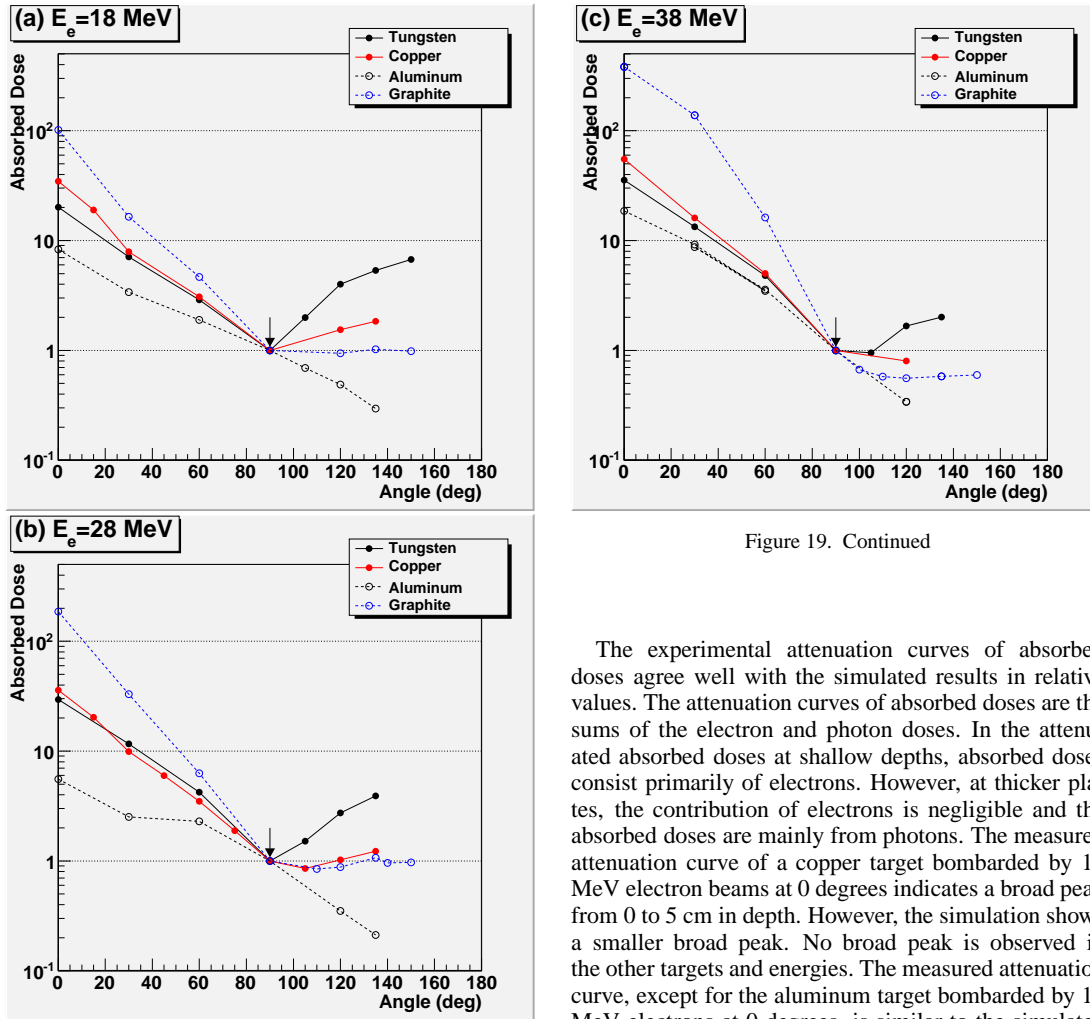 (a) E_e=18 MeV
Tungsten
Copper
Aluminum
Graphite
Absorbed Dose
10^2
10
1
10^-1
0 20 40 60 80 100 120 140 160 180
Angle (deg)
(b) E_e=28 MeV
Tungsten
Copper
Aluminum
Graphite
Absorbed Dose
10^2
10
1
10^-1
0 20 40 60 80 100 120 140 160 180
Angle (deg)
(c) E_e=38 MeV
Tungsten
Copper
Aluminum
Graphite
Absorbed Dose
10^2
10
1
10^-1
0 20 40 60 80 100 120 140 160 180
Angle (deg)
Figure 19. Continued
The experimental attenuation curves of absorbe
doses agree well with the simulated results in relativ
values. The attenuation curves of absorbed doses are th
sums of the electron and photon doses. In the attenu
ated absorbed doses at shallow depths, absorbed dose
consist primarily of electrons. However, at thicker pla-
tes, the contribution of electrons is negligible and th
absorbed doses are mainly from photons. The measure
attenuation curve of a copper target bombarded by 1
MeV electron beams at 0 degrees indicates a broad pea
from 0 to 5 cm in depth. However, the simulation show
a smaller broad peak. No broad peak is observed i
the other targets and energies. The measured attenuatio
curve, except for the aluminum target bombarded by 1